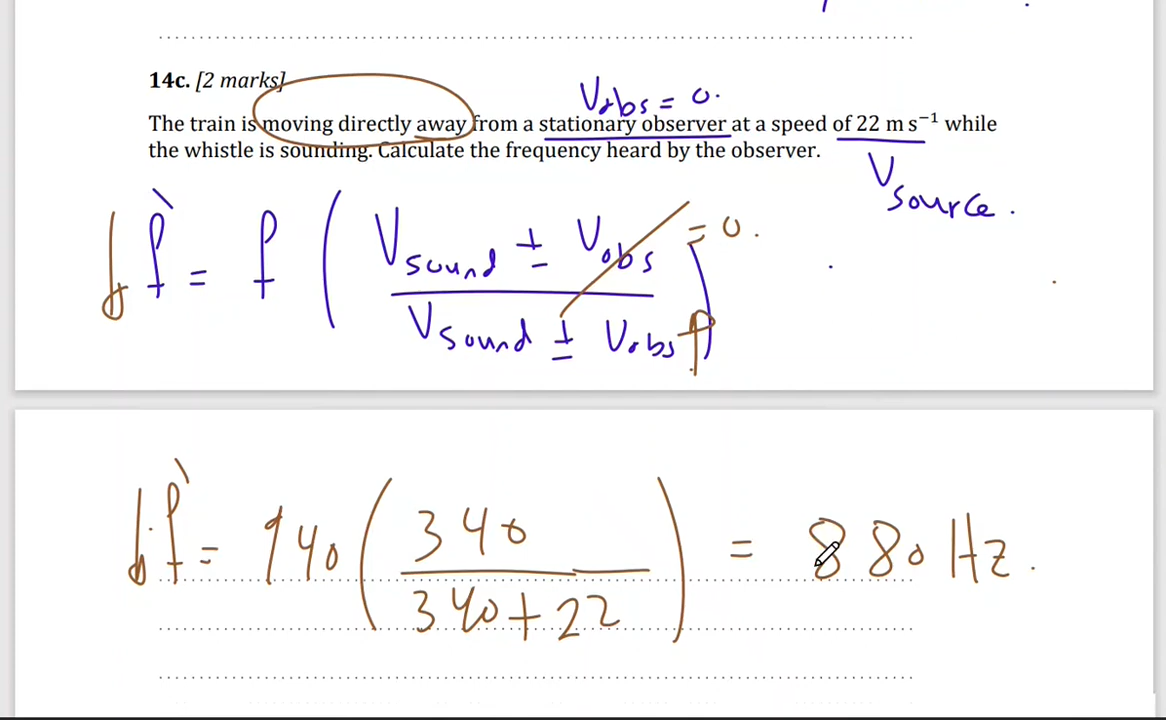 14c. [2 marks]
Vobs = 0.
The train is moving directly away from a stationary observer at a speed of 22 m s⁻¹ while
the whistle is sounding. Calculate the frequency heard by the observer.
Vsource.
f' = f ( Vsound ± Vobs / Vsound ± Vobs ) = 0.
f' = 940 ( 340 / 340 + 22 ) = 880 Hz.